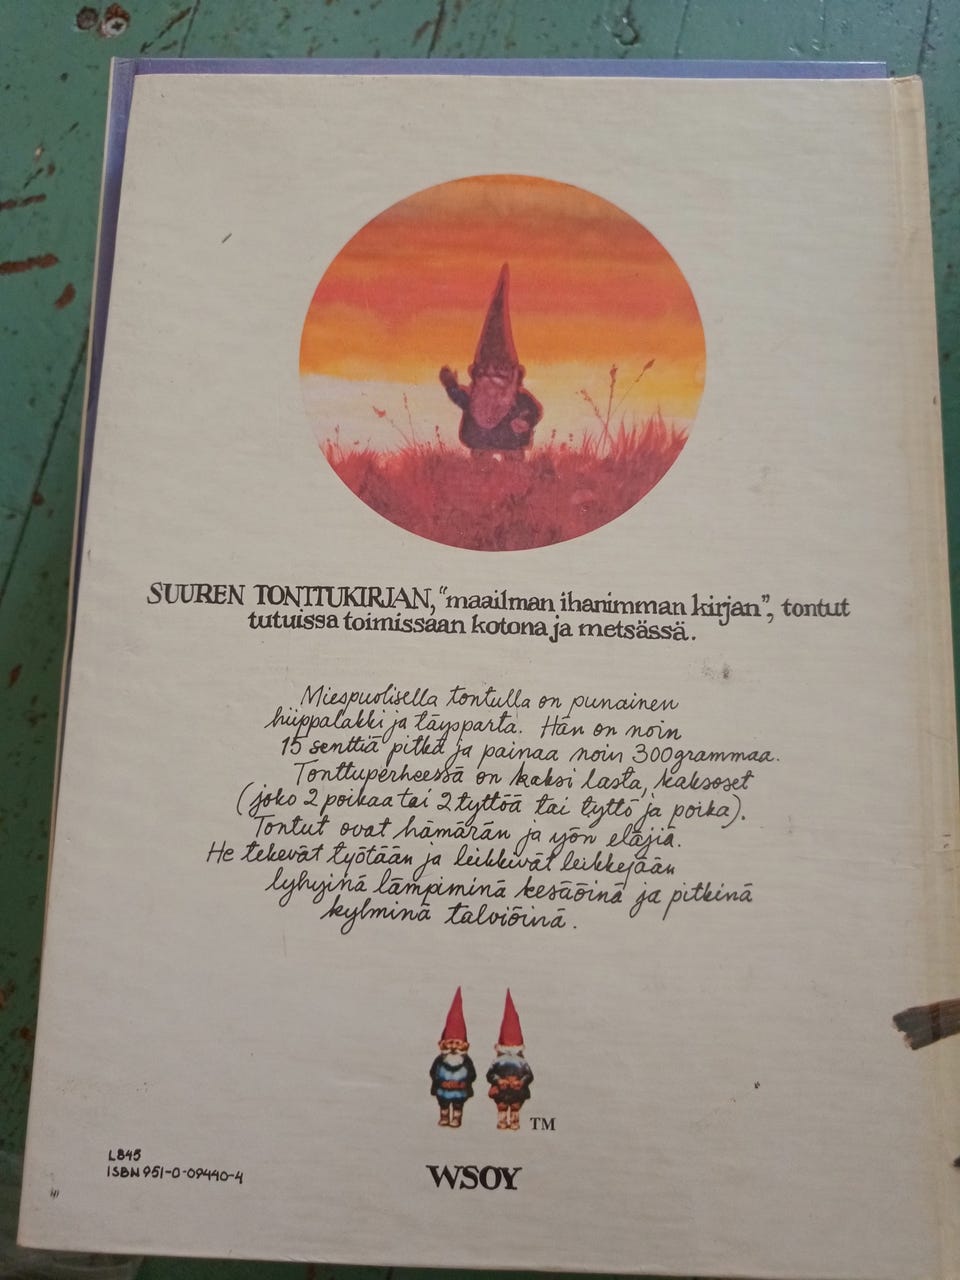 SUUREN TONTTUKIRJAN, “maailman ihanimman kirjan”, tontut
tutuissa toimissaan kotona ja metsässä.
Miespuolisella tontulla on punainen
hiippalakki ja täysparta. Hän on noin
15 senttiä pitkä ja painaa noin 300 grammaa.
Tonttuperheessä on kaksi lasta, kaksoset
(joko 2 poikaa tai 2 tyttöä tai tyttö ja poika).
Tontut ovat hämärän ja yön eläjiä.
He tekevät työtään ja leikkivät leikkejään
lyhyinä lämpiminä kesäöinä ja pitkinä
kylminä talviöinä.
TM
L845
ISBN 951-0-09440-4
WSOY